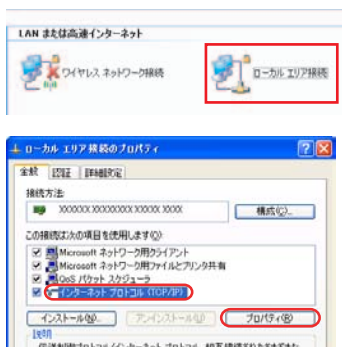 LAN または高速インターネット
ワイヤレス ネットワーク接続
ローカル エリア接続
ローカル エリア接続のプロパティ
全般 認証 詳細設定
接続方法:
XXXXXX XXXXXXXXX XXXXX XXXX
構成(C)...
この接続は次の項目を使用します(O):
Microsoft ネットワーク用クライアント
Microsoft ネットワーク用ファイルとプリンタ共有
QoS パケット スケジューラ
インターネット プロトコル (TCP/IP)
インストール(N)... アンインストール(U) プロパティ(R)
説明